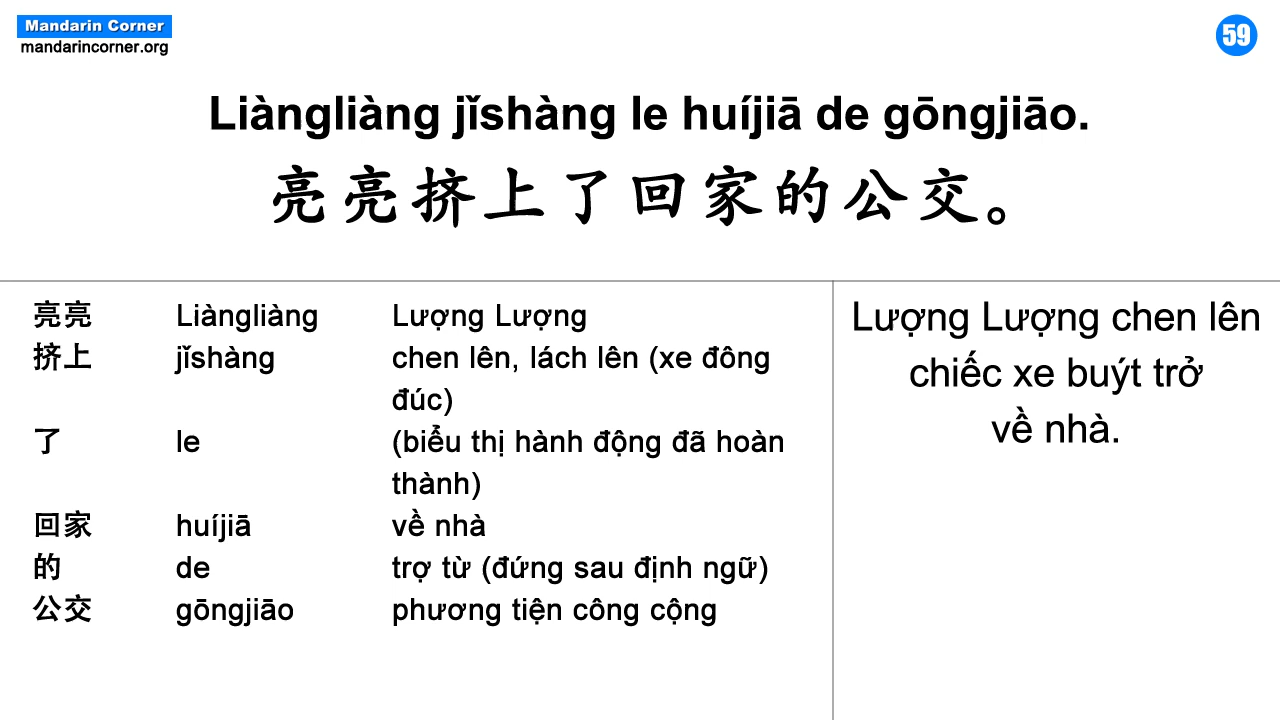 Mandarin Corner
mandarincorner.org
59
Liàngliàng jǐshàng le huíjiā de gōngjiāo.
亮亮挤上了回家的公交。
亮亮 Liàngliàng Lượng Lượng
挤上 jǐshàng chen lên, lách lên (xe đông
đúc)
了 le (biểu thị hành động đã hoàn
thành)
回家 huíjiā về nhà
的 de trợ từ (đứng sau định ngữ)
公交 gōngjiāo phương tiện công cộng
Lượng Lượng chen lên
chiếc xe buýt trở
về nhà.